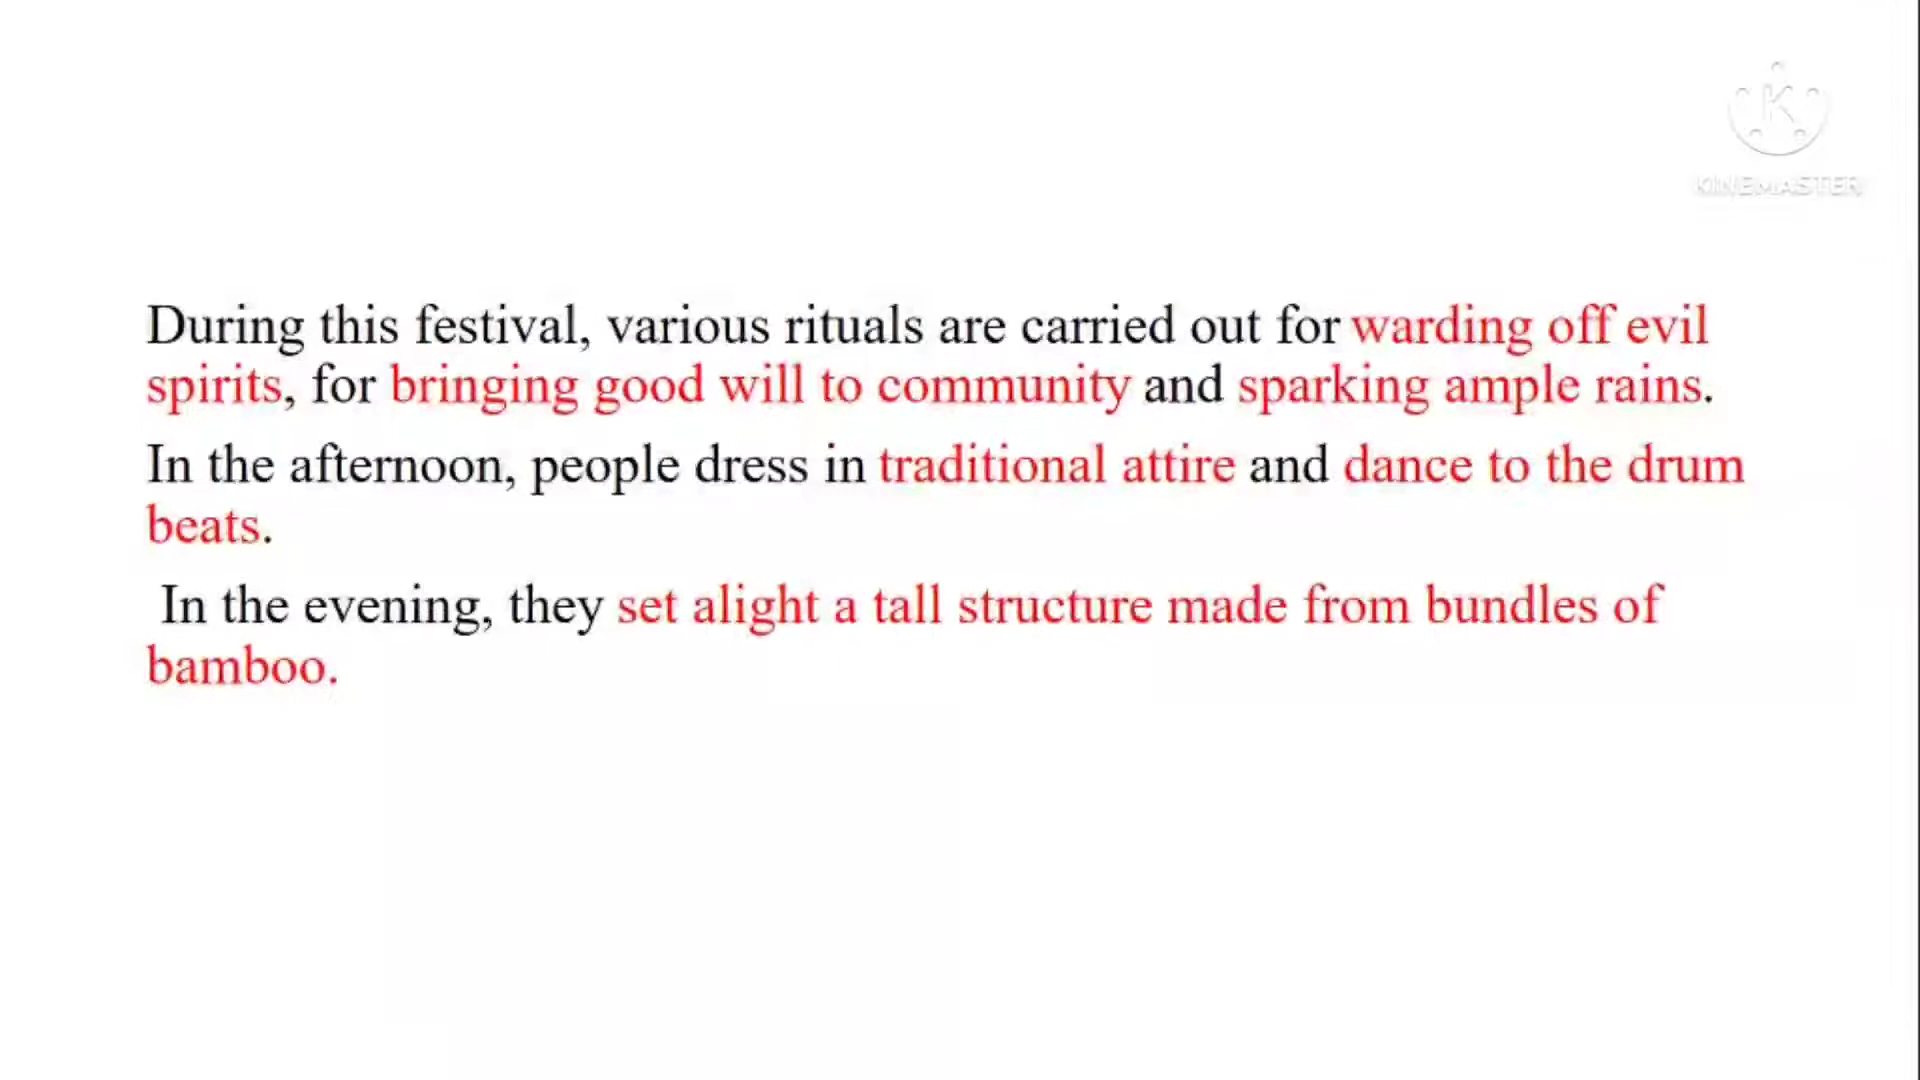 KINEMASTER
During this festival, various rituals are carried out for warding off evil
spirits, for bringing good will to community and sparking ample rains.
In the afternoon, people dress in traditional attire and dance to the drum
beats.
In the evening, they set alight a tall structure made from bundles of
bamboo.